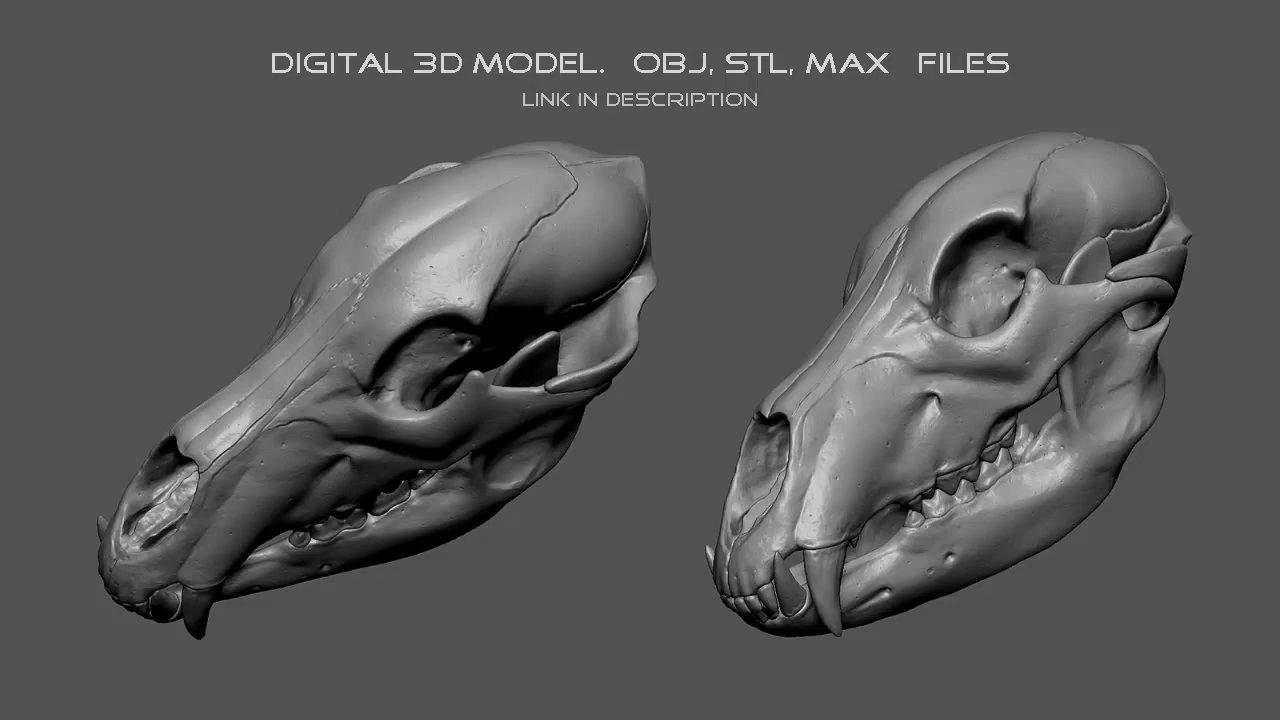 DIGITAL 3D MODEL. OBJ, STL, MAX FILES
LINK IN DESCRIPTION